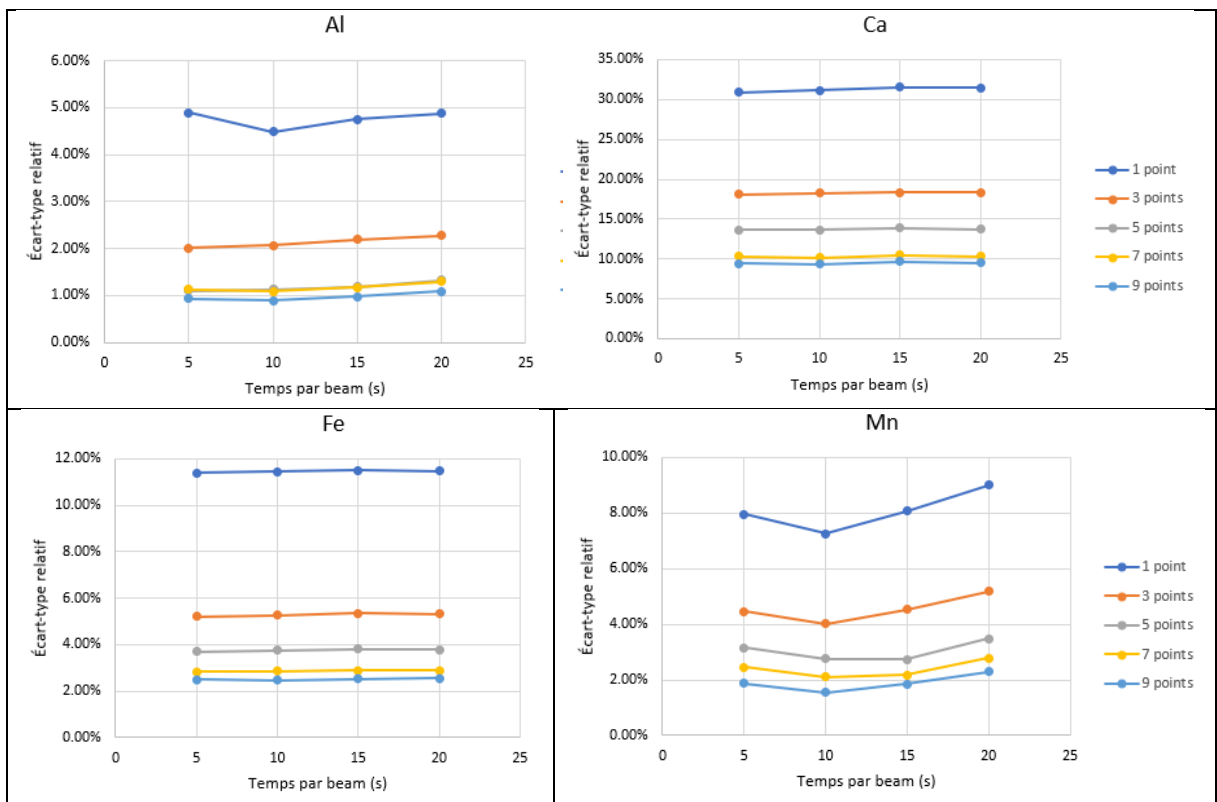 Al
6.00%
5.00%
4.00%
3.00%
2.00%
1.00%
0.00%
0 5 10 15 20 25
Écart-type relatif
Temps par beam (s)
Ca
35.00%
30.00%
25.00%
20.00%
15.00%
10.00%
5.00%
0.00%
0 5 10 15 20 25
Écart-type relatif
Temps par beam (s)
1 point
3 points
5 points
7 points
9 points
Fe
12.00%
10.00%
8.00%
6.00%
4.00%
2.00%
0.00%
0 5 10 15 20 25
Écart-type relatif
Temps par beam (s)
Mn
10.00%
8.00%
6.00%
4.00%
2.00%
0.00%
0 5 10 15 20 25
Écart-type relatif
Temps par beam (s)
1 point
3 points
5 points
7 points
9 points